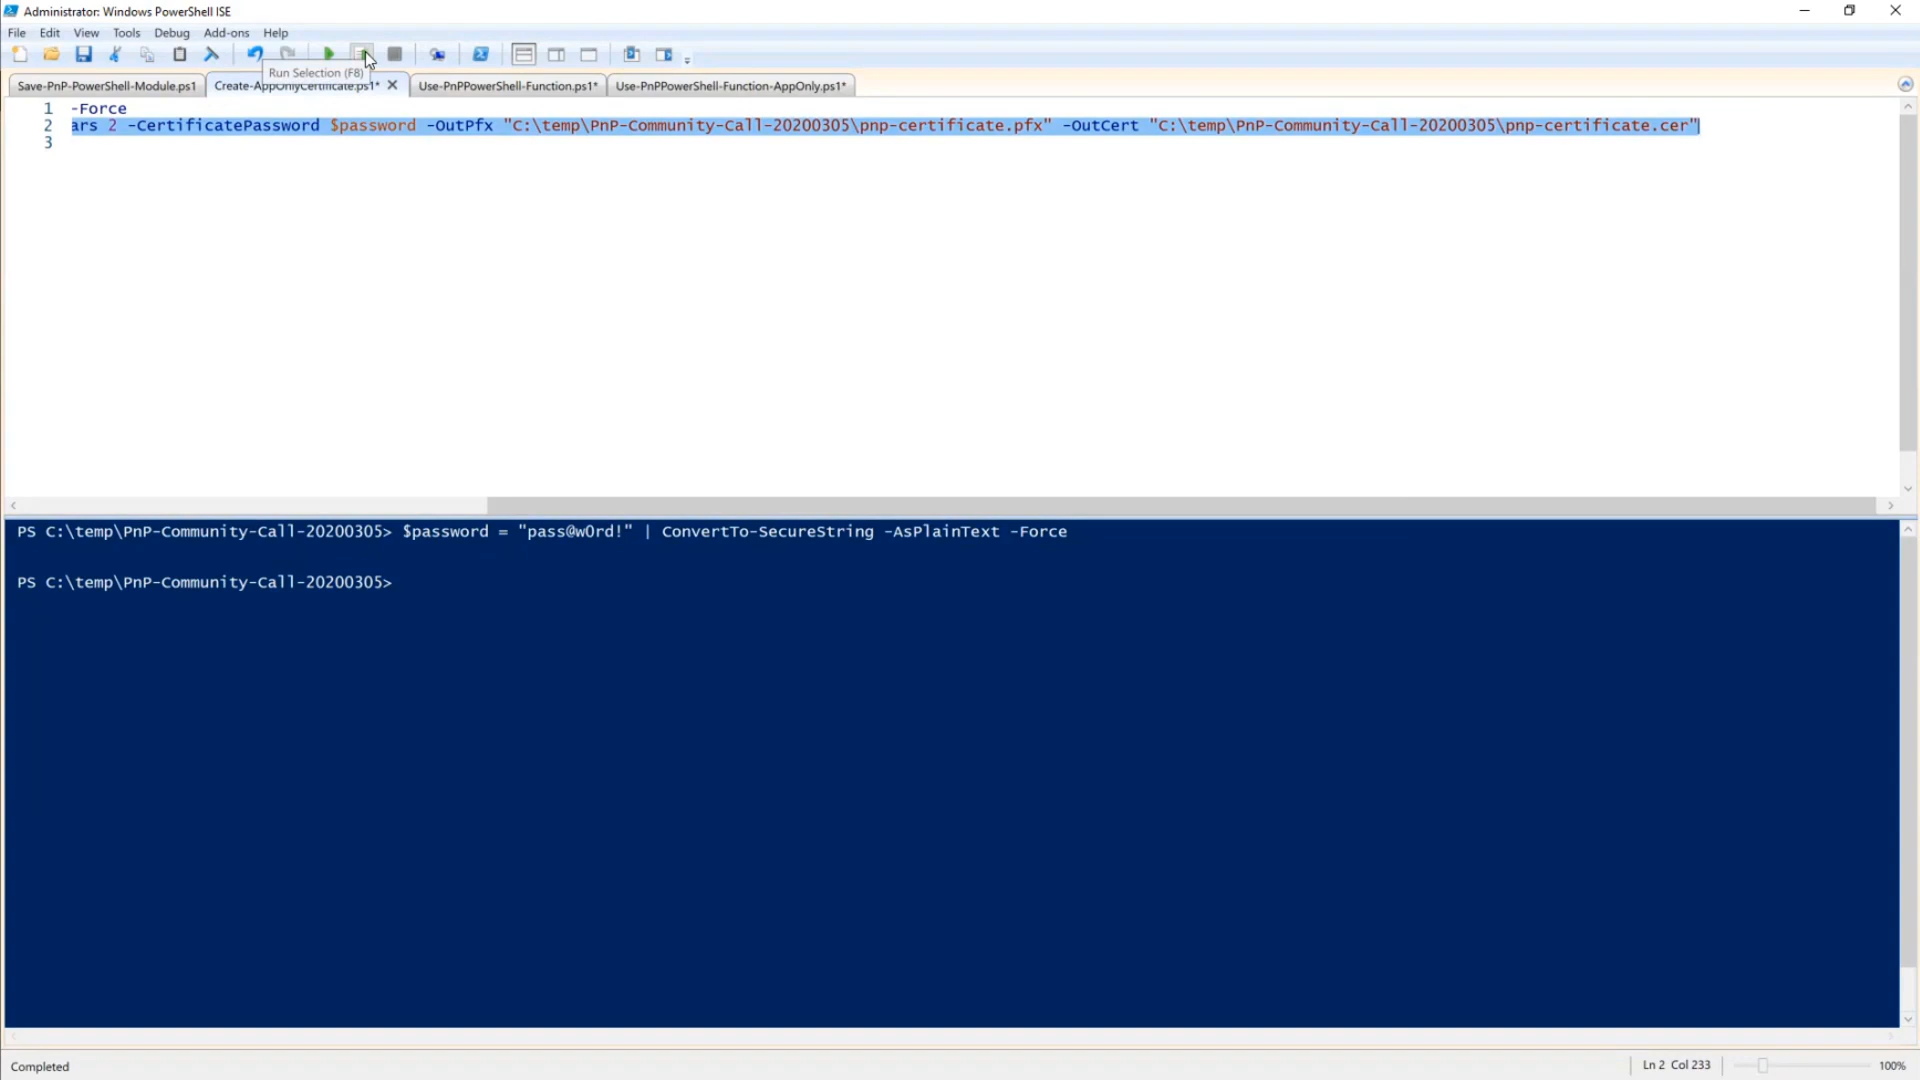 Administrator: Windows PowerShell ISE
File Edit View Tools Debug Add-ons Help
Run Selection (F8)
Save-PnP-PowerShell-Module.ps1 Create-AppOnlyCertificate.ps1* Use-PnPPowerShell-Function.ps1* Use-PnPPowerShell-Function-AppOnly.ps1*
1 -Force
2 ars 2 -CertificatePassword $password -OutPfx "C:\temp\PnP-Community-Call-20200305\pnp-certificate.pfx" -OutCert "C:\temp\PnP-Community-Call-20200305\pnp-certificate.cer"
3
PS C:\temp\PnP-Community-Call-20200305> $password = "pass@w0rd!" | ConvertTo-SecureString -AsPlainText -Force
PS C:\temp\PnP-Community-Call-20200305>
Completed
Ln 2 Col 233
100%